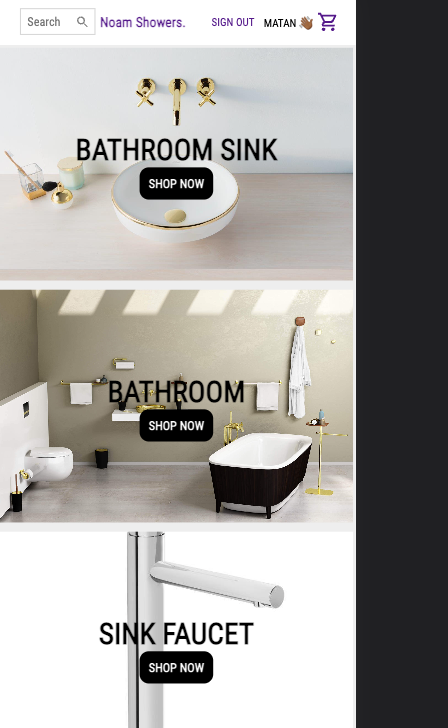 Search
Noam Showers.
SIGN OUT
MATAN 👋🏾
BATHROOM SINK
SHOP NOW
BATHROOM
SHOP NOW
SINK FAUCET
SHOP NOW